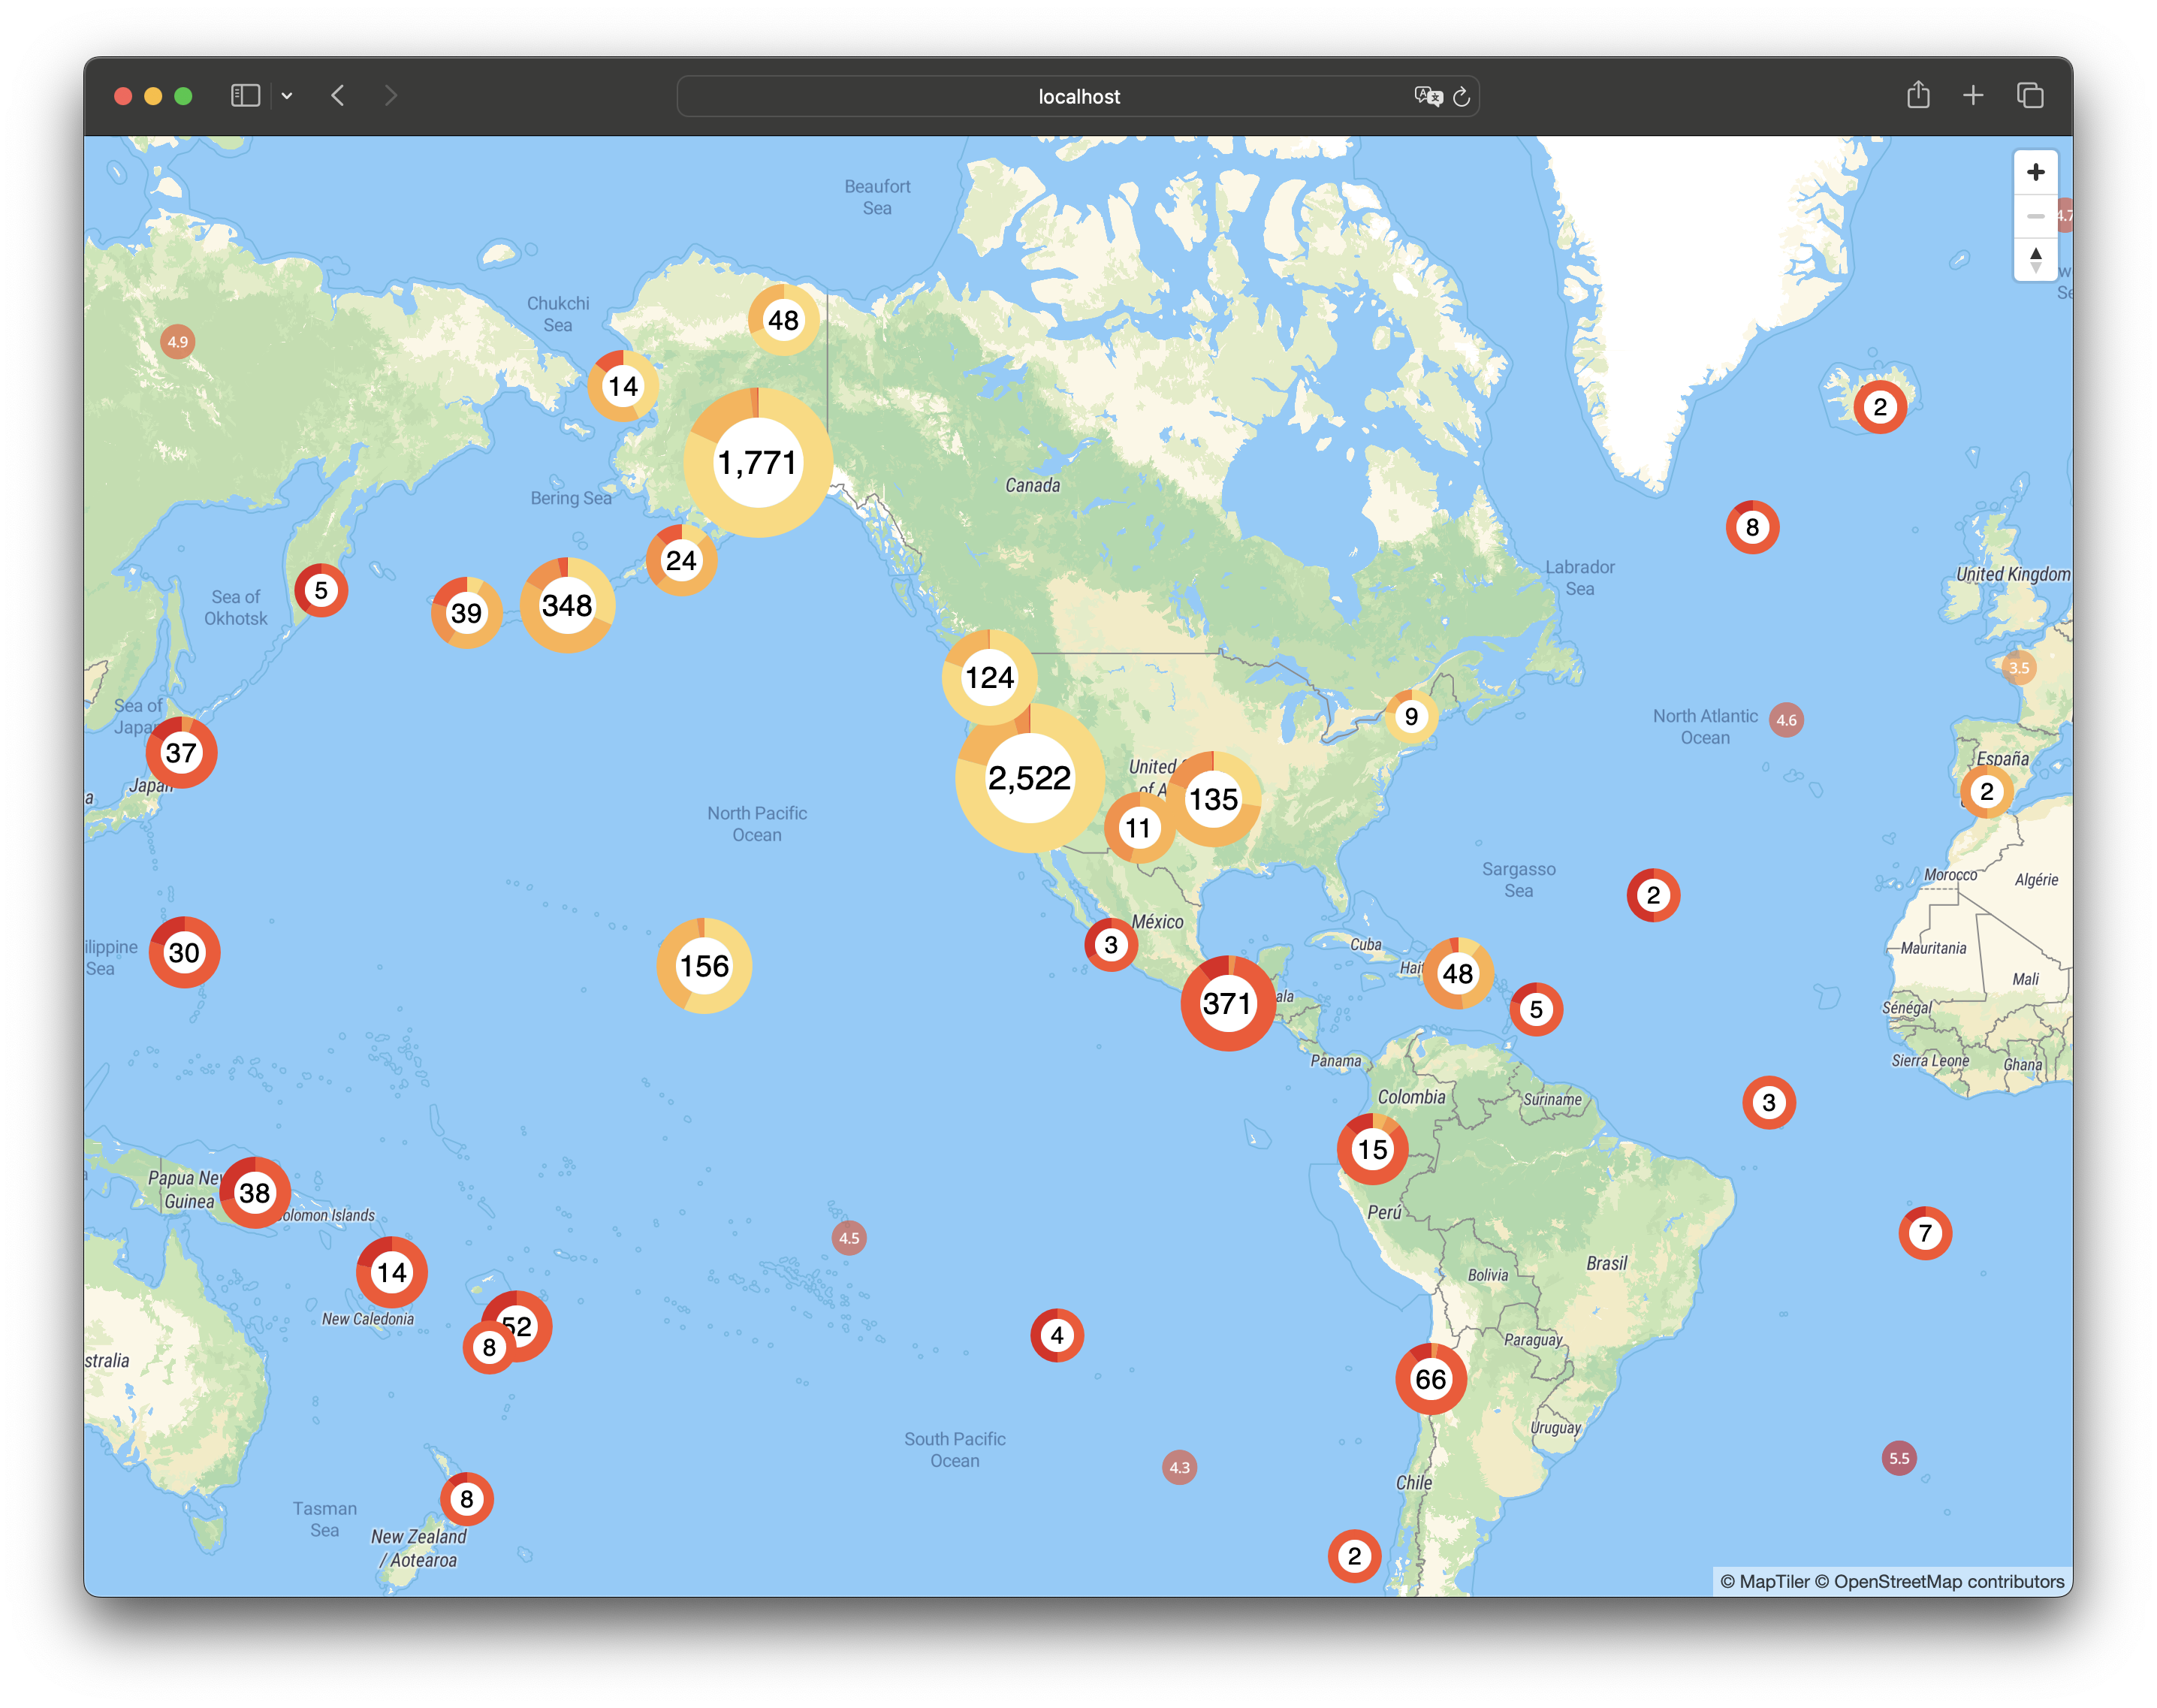 localhost
Beaufort
Sea
4.7
Chukchi
Sea
48
4.9
14
2
1,771
Canada
Bering Sea
8
24
Labrador
Sea
United Kingdom
5
Sea of
Okhotsk
39
348
124
3.5
Sea of
Japan
9
North Atlantic
Ocean
4.6
37
Japan
United
of A
España
2
2,522
135
11
North Pacific
Ocean
Sargasso
Sea
Morocco
Algérie
2
México
3
Cuba
Mauritania
ilippine
Sea
30
156
Hait
48
Mali
371
ala
5
Sénégal
Panama
Sierra Leone
Ghana
Colombia
Suriname
3
15
Papua New
Guinea
38
Solomon Islands
Perú
4.5
7
14
Bolivia
Brasil
New Caledonia
52
8
4
Paraguay
stralia
66
Uruguay
South Pacific
Ocean
4.3
5.5
Chile
8
Tasman
Sea
New Zealand
/ Aotearoa
2
© MapTiler © OpenStreetMap contributors